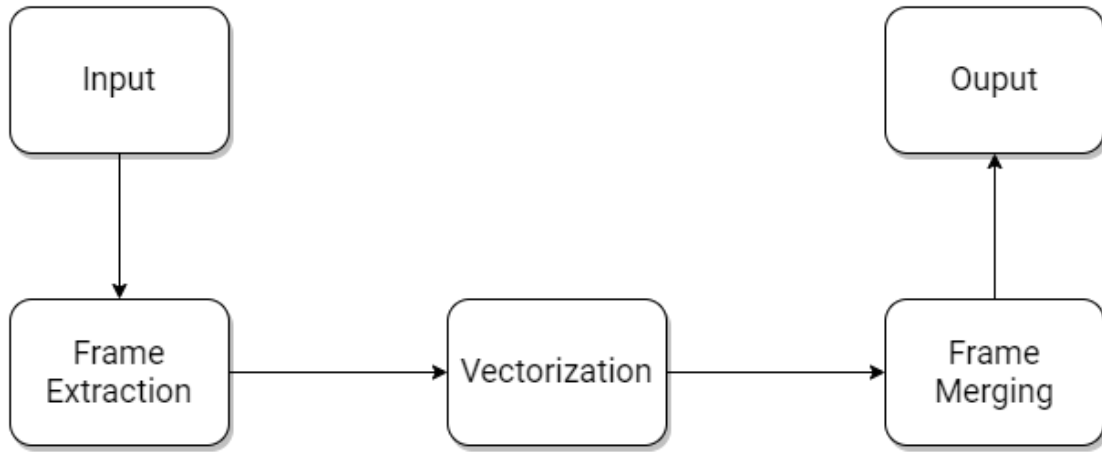 Input
Ouput
Frame
Extraction
Vectorization
Frame
Merging